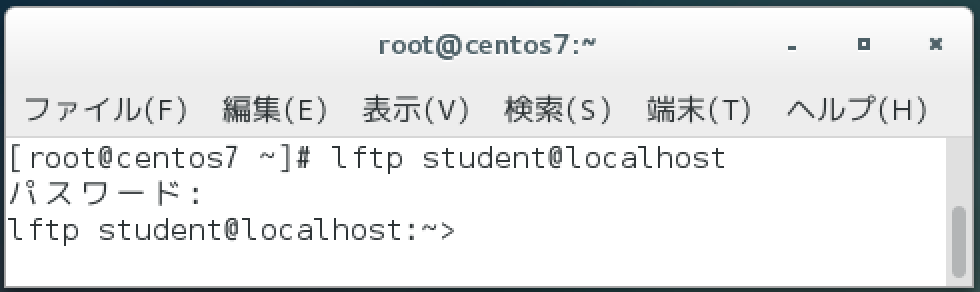 root@centos7:~
ファイル(F) 編集(E) 表示(V) 検索(S) 端末(T) ヘルプ(H)
[root@centos7 ~]# lftp student@localhost
パスワード:
lftp student@localhost:~>